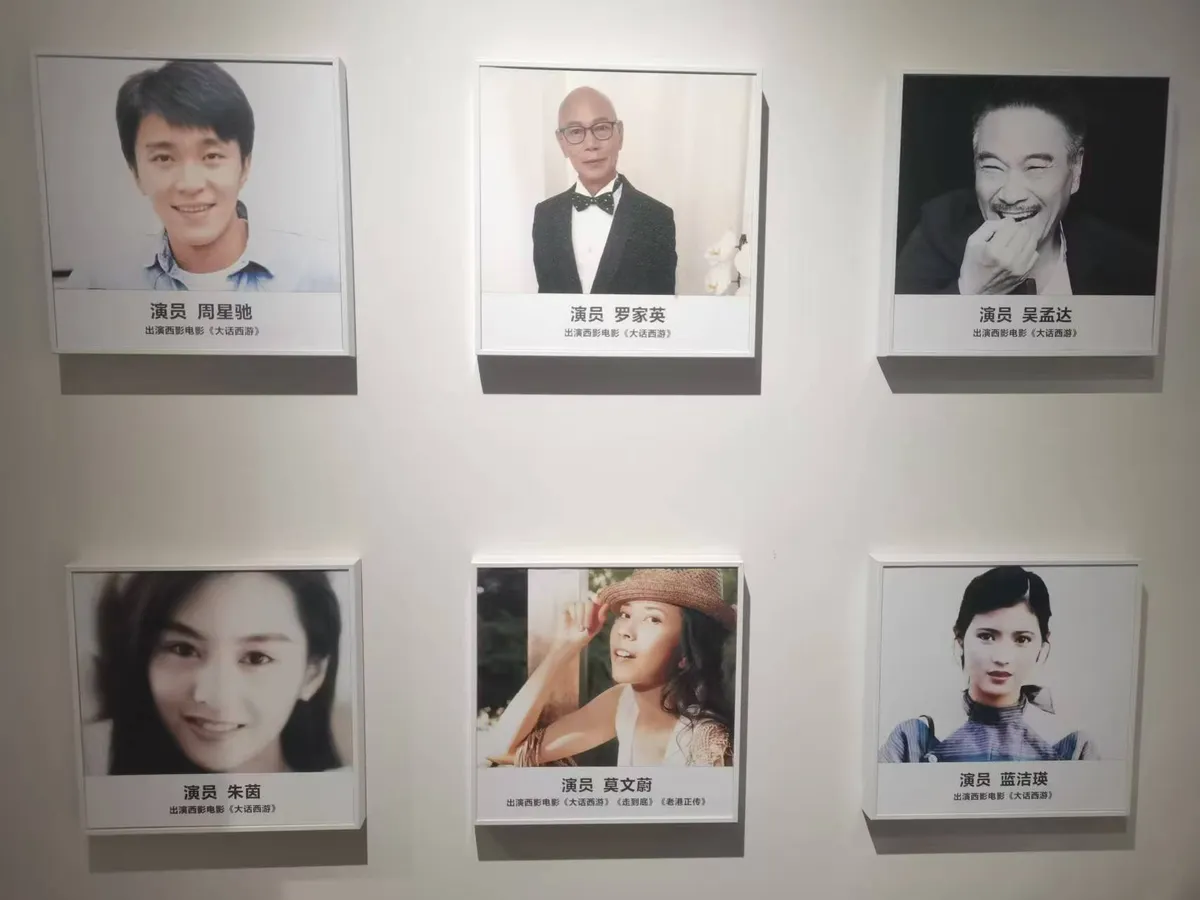 演员 周星驰
出演西影电影《大话西游》
演员 罗家英
出演西影电影《大话西游》
演员 吴孟达
出演西影电影《大话西游》
演员 朱茵
出演西影电影《大话西游》
演员 莫文蔚
出演西影电影《大话西游》《走到底》《老港正传》
演员 蓝洁瑛
出演西影电影《大话西游》